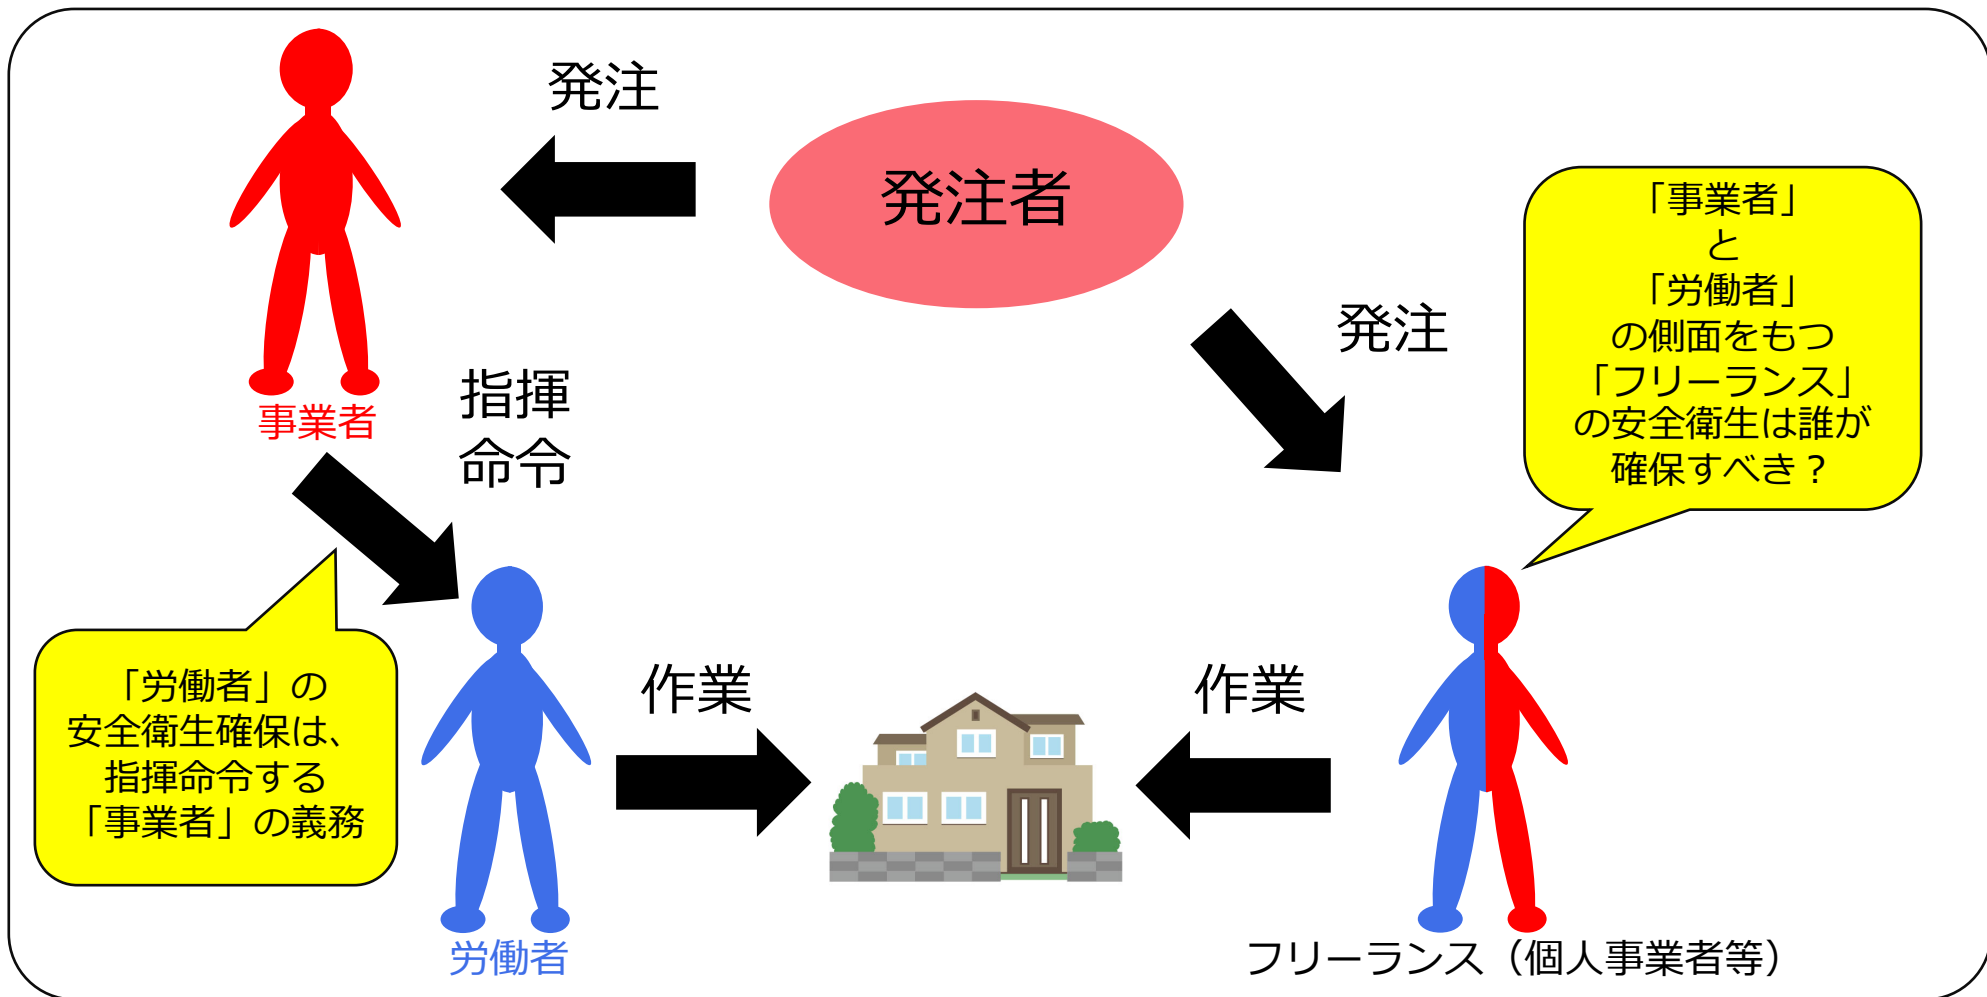 発注
発注者
事業者
指揮
命令
「労働者」の
安全衛生確保は、
指揮命令する
「事業者」の義務
労働者
作業
発注
「事業者」
と
「労働者」
の側面をもつ
「フリーランス」
の安全衛生は誰が
確保すべき？
作業
フリーランス（個人事業者等）